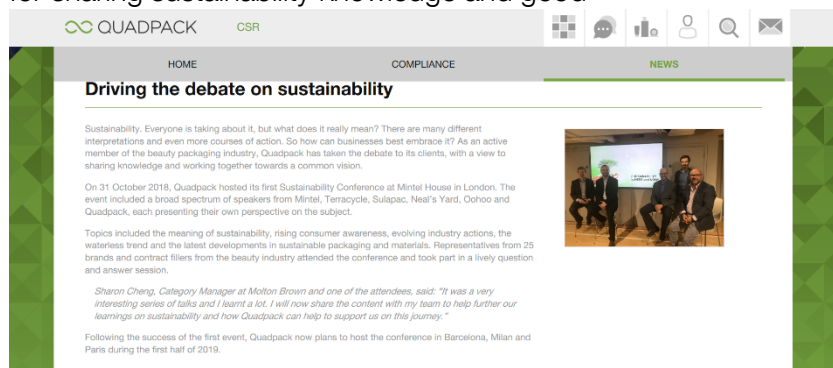 for sharing sustainability knowledge and good
QUADPACK
CSR
HOME
COMPLIANCE
NEWS
Driving the debate on sustainability
Sustainability. Everyone is taking about it, but what does it really mean? There are many different
interpretations and even more courses of action. So how can businesses best embrace it? As an active
member of the beauty packaging industry, Quadpack has taken the debate to its clients, with a view to
sharing knowledge and working together towards a common vision.
On 31 October 2018, Quadpack hosted its first Sustainability Conference at Mintel House in London. The
event included a broad spectrum of speakers from Mintel, Terracycle, Sulapac, Neal's Yard, Ochoo and
Quadpack, each presenting their own perspective on the subject.
Topics included the meaning of sustainability, rising consumer awareness, evolving industry actions, the
waterless trend and the latest developments in sustainable packaging and materials. Representatives from 25
brands and contract fillers from the beauty industry attended the conference and took part in a lively question
and answer session.
Sharon Cheng, Category Manager at Molton Brown and one of the attendees, said: "It was a very
interesting series of talks and I learnt a lot. I will now share the content with my team to help further our
learnings on sustainability and how Quadpack can help to support us on this journey."
Following the success of the first event, Quadpack now plans to host the conference in Barcelona, Milan and
Paris during the first half of 2019.